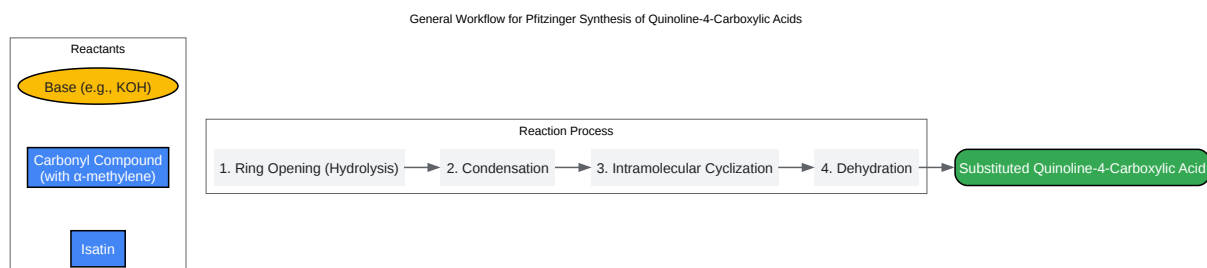 General Workflow for Pfitzinger Synthesis of Quinoline-4-Carboxylic Acids
Reactants
Base (e.g., KOH)
Carbonyl Compound
(with α-methylene)
Isatin
Reaction Process
1. Ring Opening (Hydrolysis)
2. Condensation
3. Intramolecular Cyclization
4. Dehydration
Substituted Quinoline-4-Carboxylic Acid